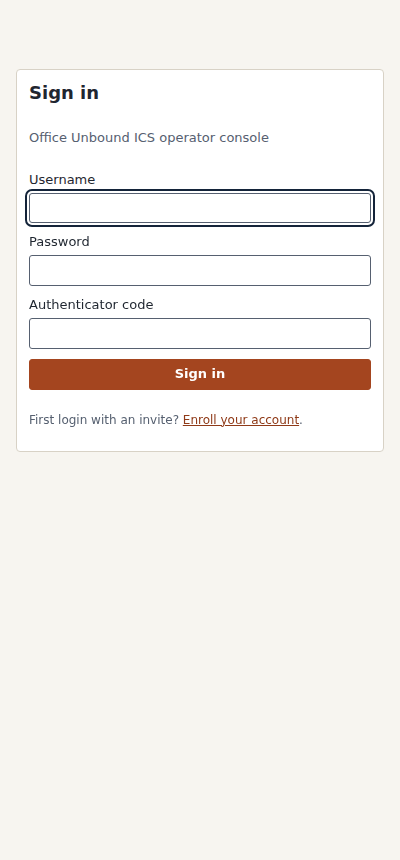 Sign in
Office Unbound ICS operator console
Username
Password
Authenticator code
Sign in
First login with an invite? Enroll your account.